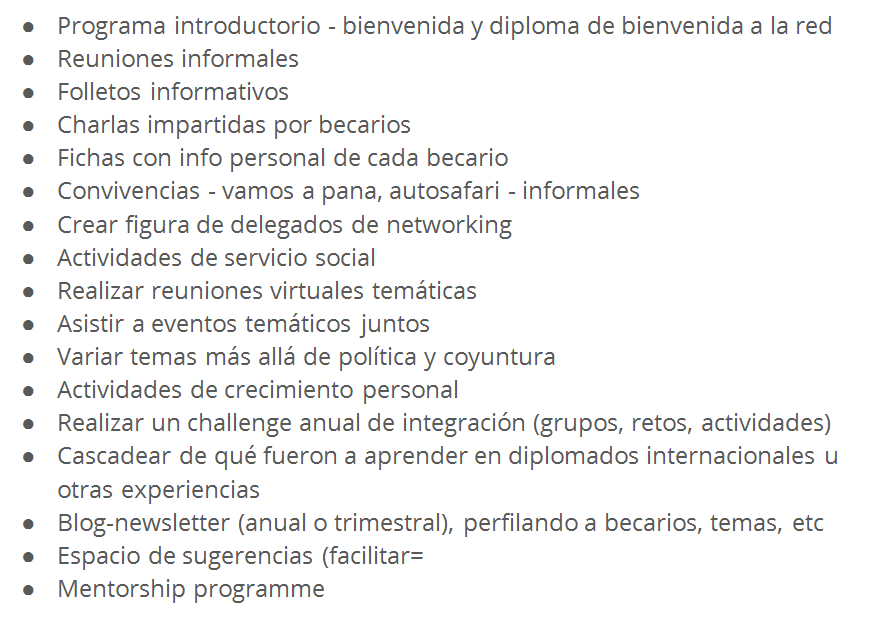 ● Programa introductorio - bienvenida y diploma de bienvenida a la red
● Reuniones informales
● Folletos informativos
● Charlas impartidas por becarios
● Fichas con info personal de cada becario
● Convivencias - vamos a pana, autosafari - informales
● Crear figura de delegados de networking
● Actividades de servicio social
● Realizar reuniones virtuales temáticas
● Asistir a eventos temáticos juntos
● Variar temas más allá de política y coyuntura
● Actividades de crecimiento personal
● Realizar un challenge anual de integración (grupos, retos, actividades)
● Cascadear de qué fueron a aprender en diplomados internacionales u
otras experiencias
● Blog-newsletter (anual o trimestral), perfilando a becarios, temas, etc
● Espacio de sugerencias (facilitar=
● Mentorship programme